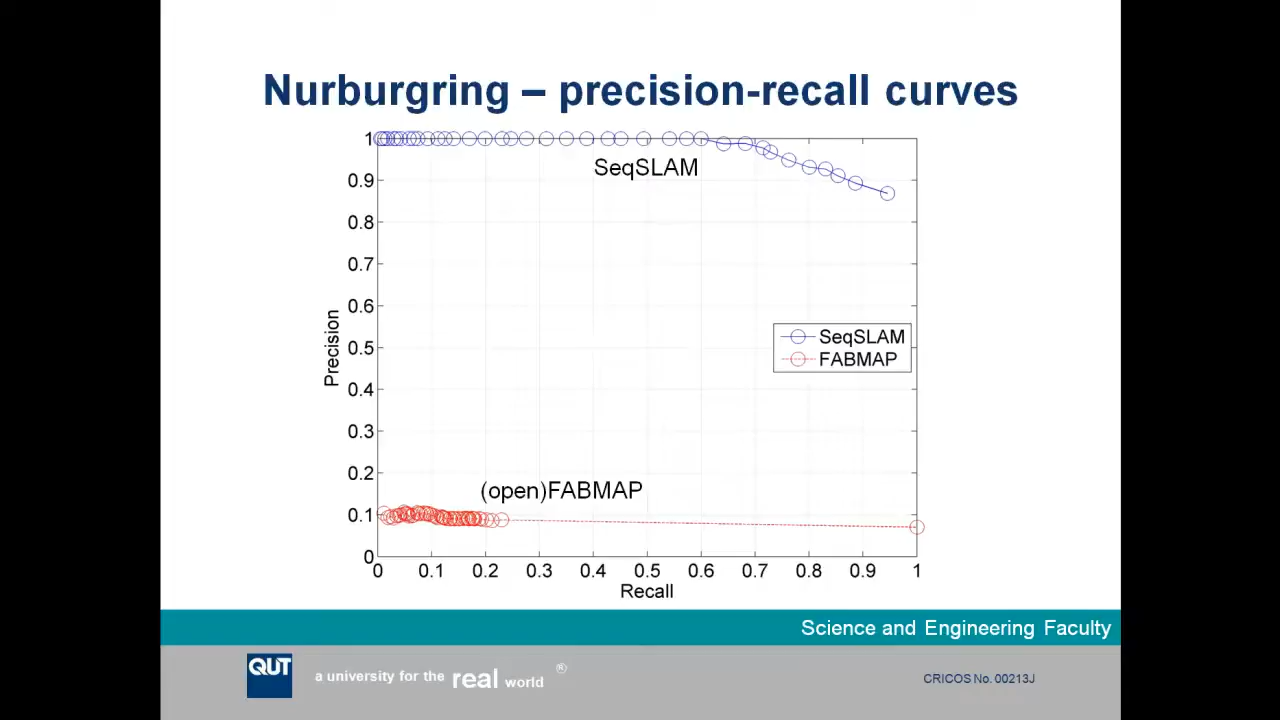 Nurburgring – precision-recall curves
1
0.9
0.8
0.7
0.6
0.5
0.4
0.3
0.2
0.1
0
Precision
SeqSLAM
SeqSLAM
FABMAP
(open)FABMAP
0 0.1 0.2 0.3 0.4 0.5 0.6 0.7 0.8 0.9 1
Recall
Science and Engineering Faculty
QUT
a university for the real world ®
CRICOS No. 00213J